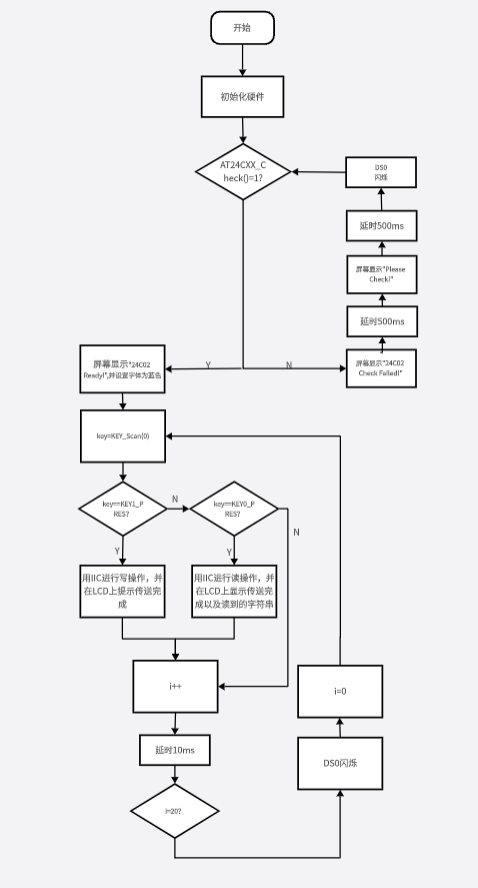 开始
初始化硬件
AT24CXX_C
heck()=1?
DS0
闪烁
延时500ms
屏幕显示"Please
Check!"
延时500ms
屏幕显示"24C02
Check Failed!"
Y
N
屏幕显示"24C02
Ready!",并设置字体为蓝色
key=KEY_Scan(0)
key==KEY1_P
RES?
N
key==KEY0_P
RES?
N
Y
Y
用IIC进行写操作，并
在LCD上提示传送完
成
用IIC进行读操作，并
在LCD上显示传送完
成以及读到的字符串
i++
i=0
延时10ms
DS0闪烁
i=20?